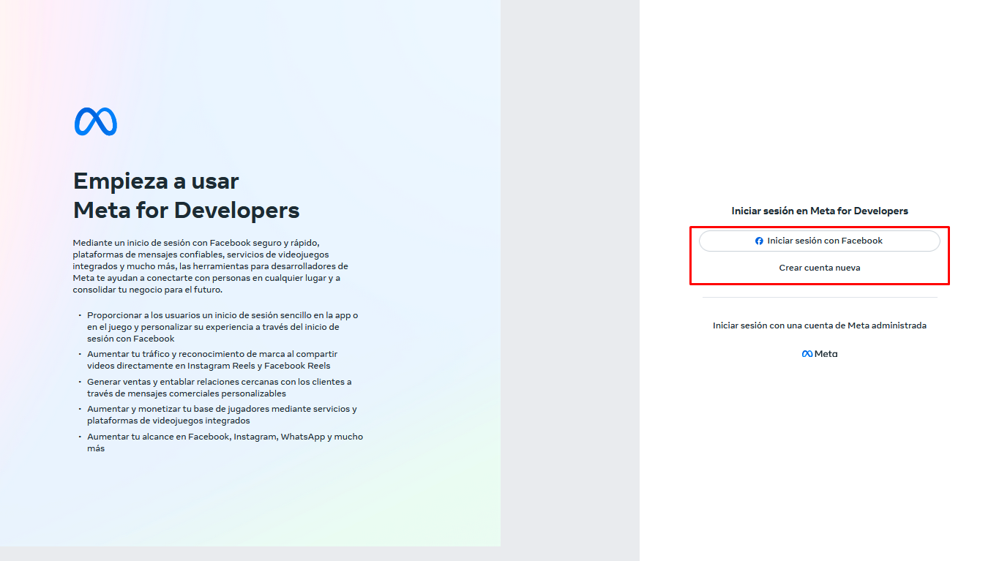 Empieza a usar
Meta for Developers
Mediante un inicio de sesión con Facebook seguro y rápido,
plataformas de mensajes confiables, servicios de videojuegos
integrados y mucho más, las herramientas para desarrolladores de
Meta te ayudan a conectarte con personas en cualquier lugar y a
consolidar tu negocio para el futuro.
· Proporcionar a los usuarios un inicio de sesión sencillo en la app o
en el juego y personalizar su experiencia a través del inicio de
sesión con Facebook
· Aumentar tu tráfico y reconocimiento de marca al compartir
videos directamente en Instagram Reels y Facebook Reels
· Generar ventas y entablar relaciones cercanas con los clientes a
través de mensajes comerciales personalizables
· Aumentar y monetizar tu base de jugadores mediante servicios y
plataformas de videojuegos integrados
· Aumentar tu alcance en Facebook, Instagram, WhatsApp y mucho
más
Iniciar sesión en Meta for Developers
Iniciar sesión con Facebook
Crear cuenta nueva
Iniciar sesión con una cuenta de Meta administrada
Meta